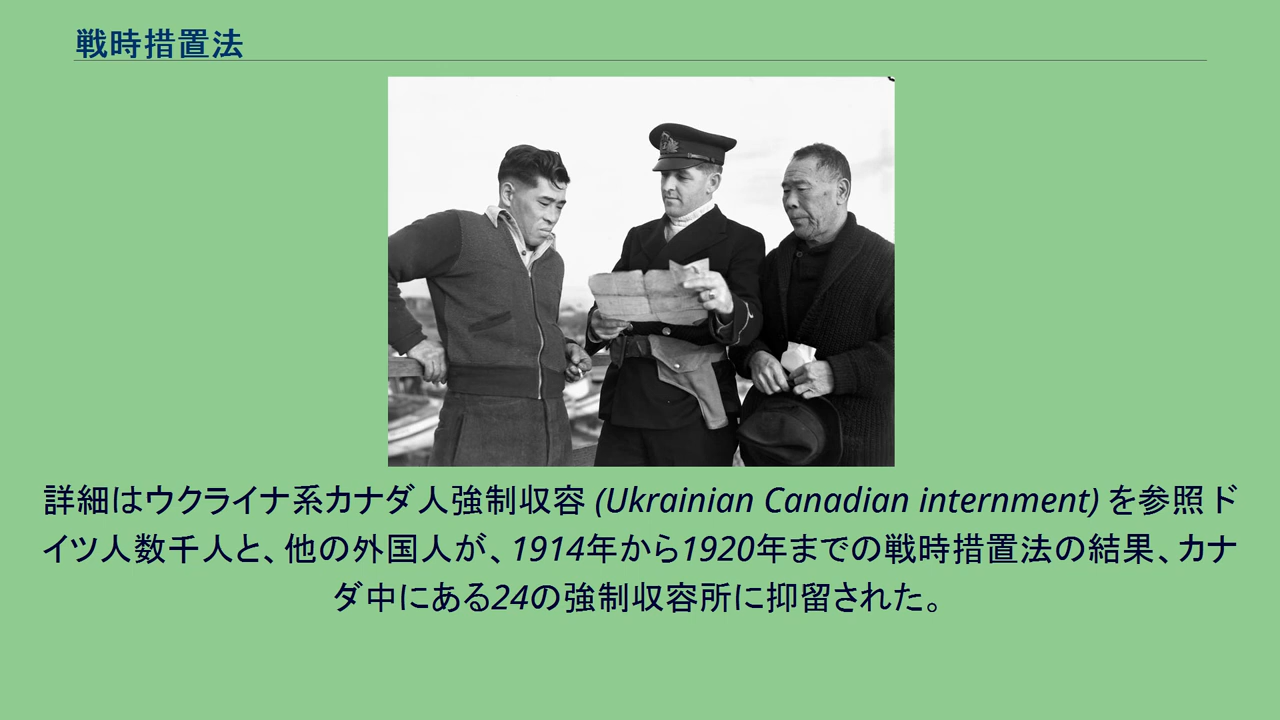 戦時措置法
詳細はウクライナ系カナダ人強制収容 (Ukrainian Canadian internment) を参照 ド
イツ人数千人と、他の外国人が、1914年から1920年までの戦時措置法の結果、カナ
ダ中にある24の強制収容所に抑留された。